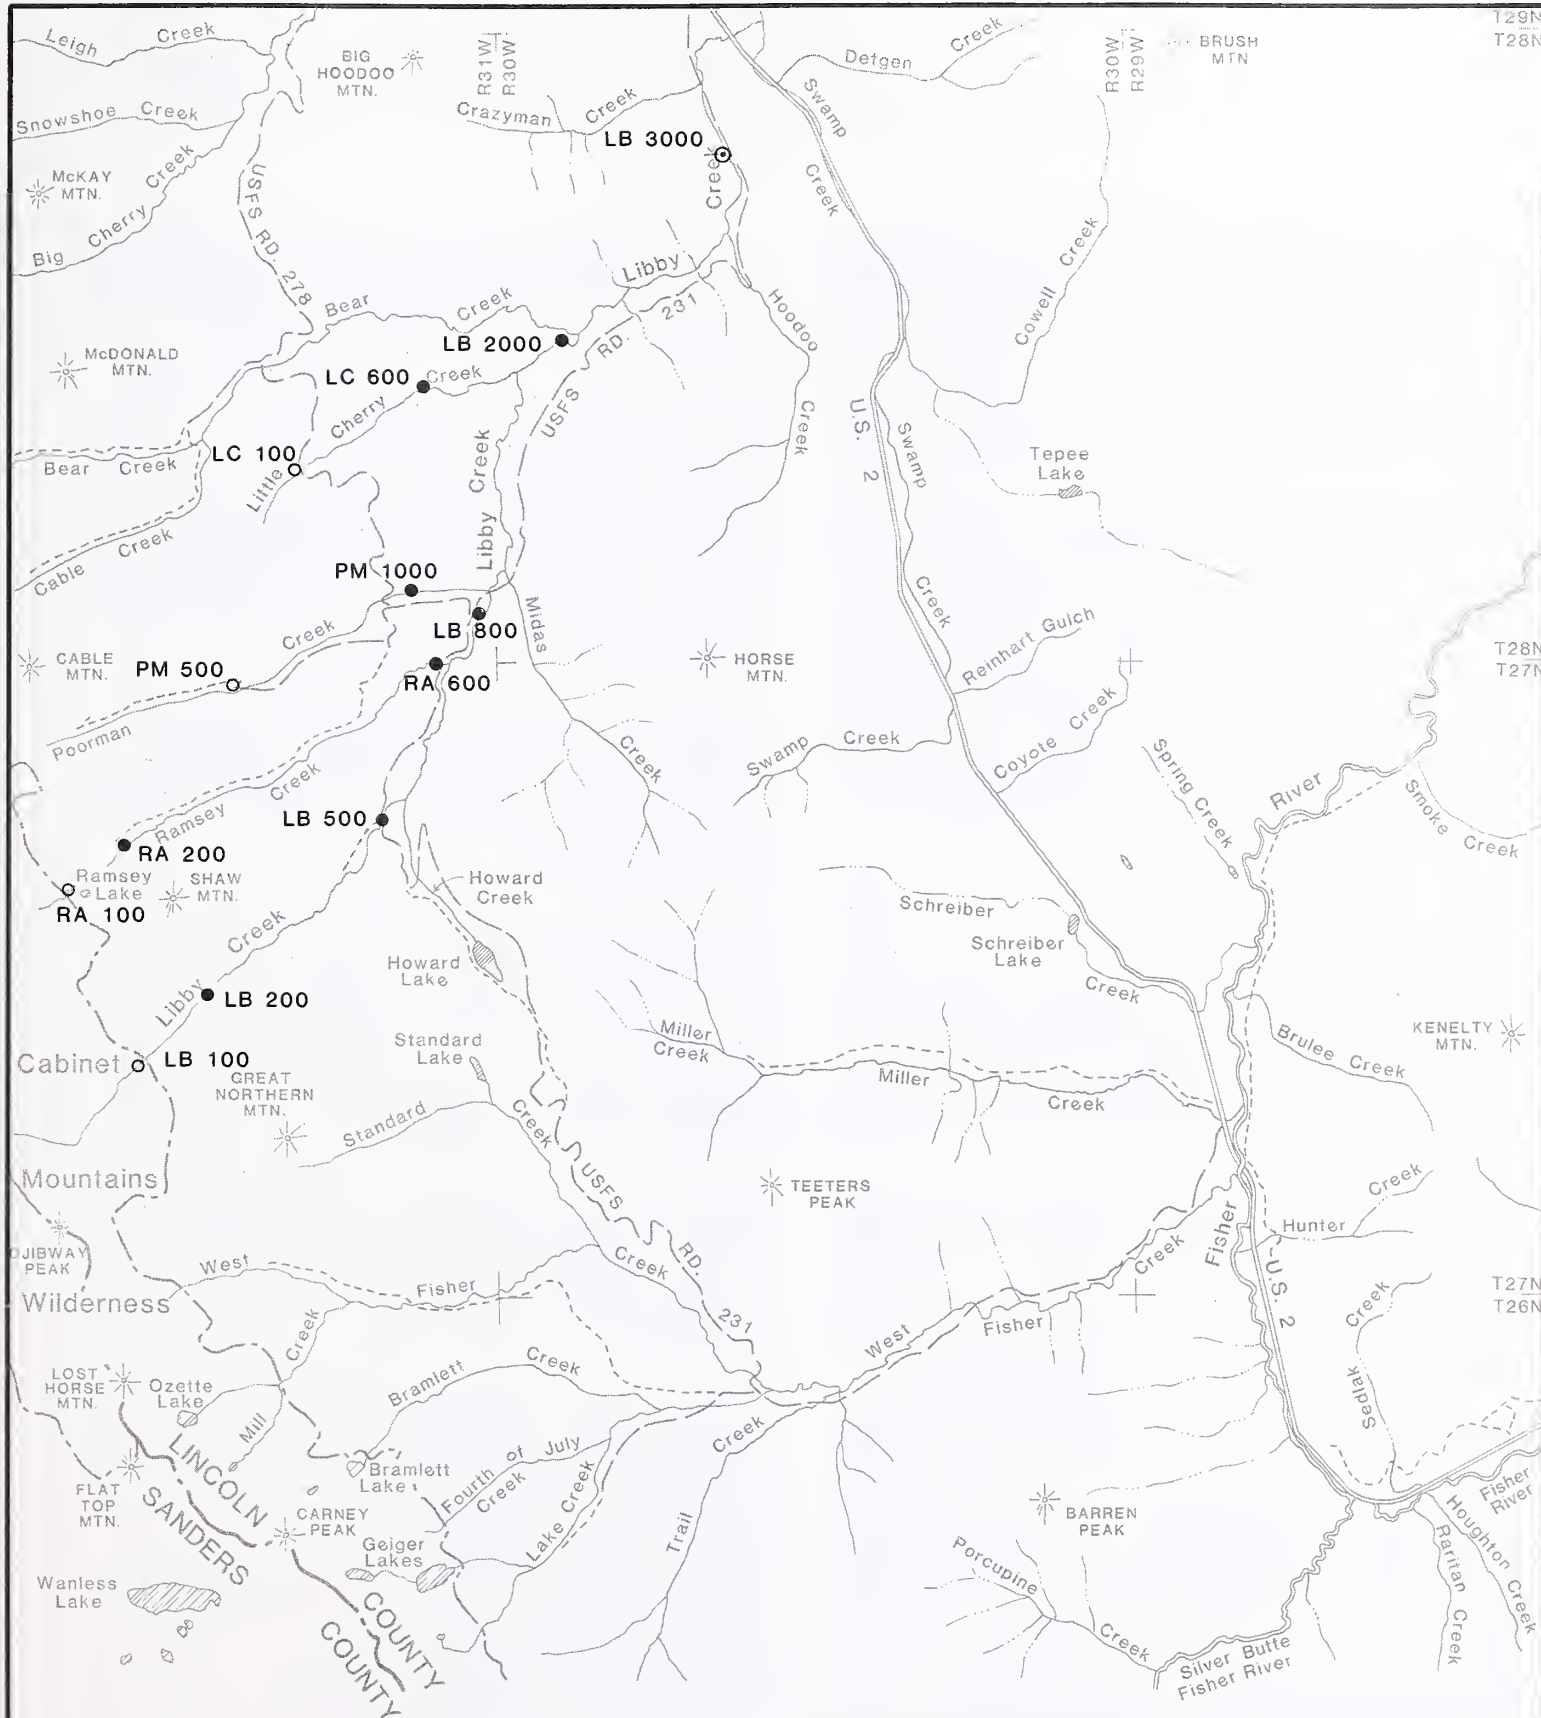 Leigh Creek
BIG
HOODOO
MTN.
R31W
R30W
Detgen Creek
R30W
R29W
BRUSH
MTN
T29N
T28N
Snowshoe Creek
Crazyman Creek
LB 3000
Swamp
Creek
McKAY
MTN.
Big Cherry Creek
USFS RD. 278
Creek
Libby
Cowell Creek
Bear Creek
231
RD.
USFS
Hoodoo
Creek
McDONALD
MTN.
LB 2000
LC 600
Creek
Cherry
Little
LC 100
U.S. 2
Swamp
Creek
Tepee
Lake
Bear Creek
Libby Creek
Cable Creek
PM 1000
LB 800
Midas
Creek
Reinhart Gulch
CABLE
MTN.
Creek
PM 500
RA 600
HORSE
MTN.
T28N
T27N
Poorman
Swamp Creek
Coyote Creek
Spring Creek
River
Smoke Creek
Creek
Ramsey
LB 500
RA 200
Ramsey
Lake
SHAW
MTN.
RA 100
Howard
Creek
Schreiber
Schreiber
Lake
Creek
Creek
Libby
LB 200
Howard
Lake
Cabinet
LB 100
Standard
Lake
Miller
Creek
Miller
Creek
Brulee Creek
KENELTY
MTN.
GREAT
NORTHERN
MTN.
Standard
Creek
Mountains
TEETERS
PEAK
USFS
RD.
231
Creek
Hunter
Creek
OJIBWAY
PEAK
West Fisher
Creek
Fisher
U.S. 2
Wilderness
Creek
West Fisher
Creek
Sedlak Creek
T27N
T26N
LOST
HORSE
MTN.
Ozette
Lake
Mill
Bramlett Creek
LINCOLN
SANDERS
Bramlett
Lake
Fourth of July
Creek
Creek
Trail
FLAT
TOP
MTN.
CARNEY
PEAK
Geiger
Lakes
Lake Creek
BARREN
PEAK
Fisher
River
Houghton Creek
Raritan Creek
Wanless
Lake
COUNTY
COUNTY
Porcupine
Creek
Silver Butte
Fisher River